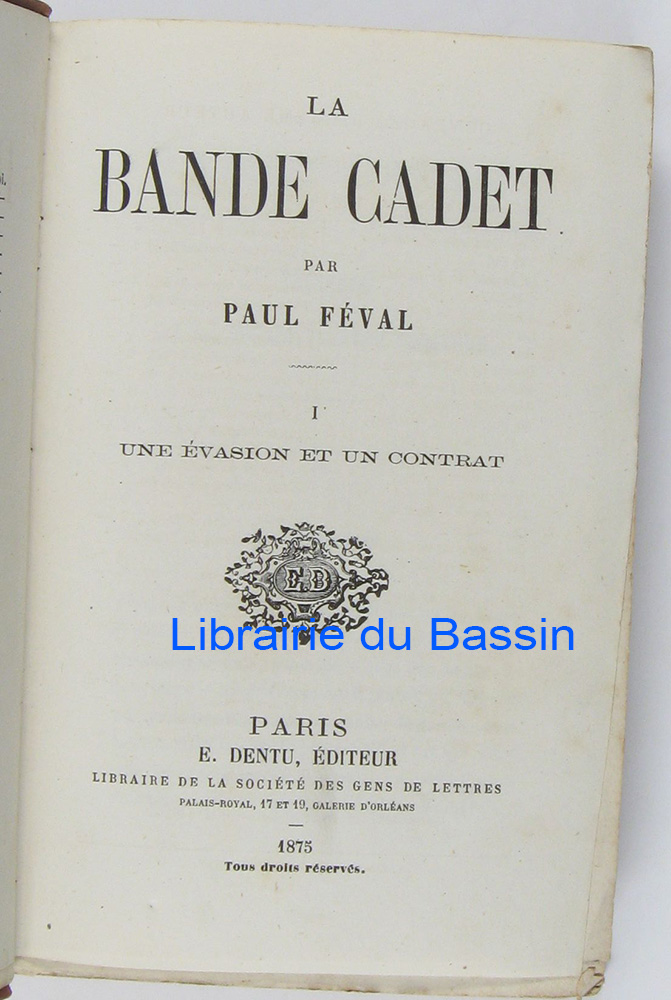 LA
BANDE CADET
PAR
PAUL FÉVAL
I
UNE ÉVASION ET UN CONTRAT
E.D
Librairie du Bassin
PARIS
E. DENTU, ÉDITEUR
LIBRAIRE DE LA SOCIÉTÉ DES GENS DE LETTRES
PALAIS-ROYAL, 17 ET 19, GALERIE D'ORLÉANS
1875
Tous droits réservés.